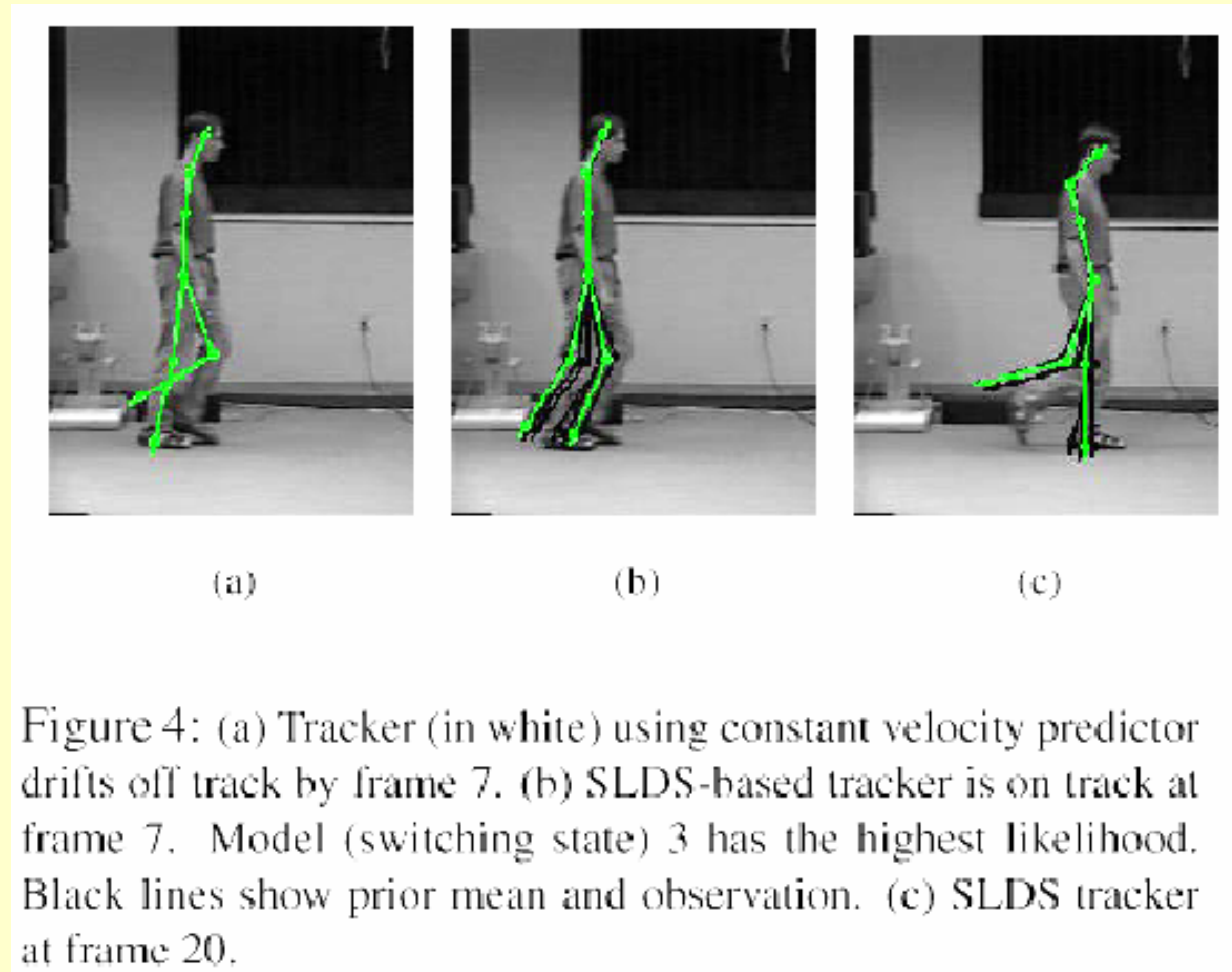 (a)
(b)
(c)
Figure 4: (a) Tracker (in white) using constant velocity predictor
drifts off track by frame 7. (b) SLDS-based tracker is on track at
frame 7. Model (switching state) 3 has the highest likelihood.
Black lines show prior mean and observation. (c) SLDS tracker
at frame 20.